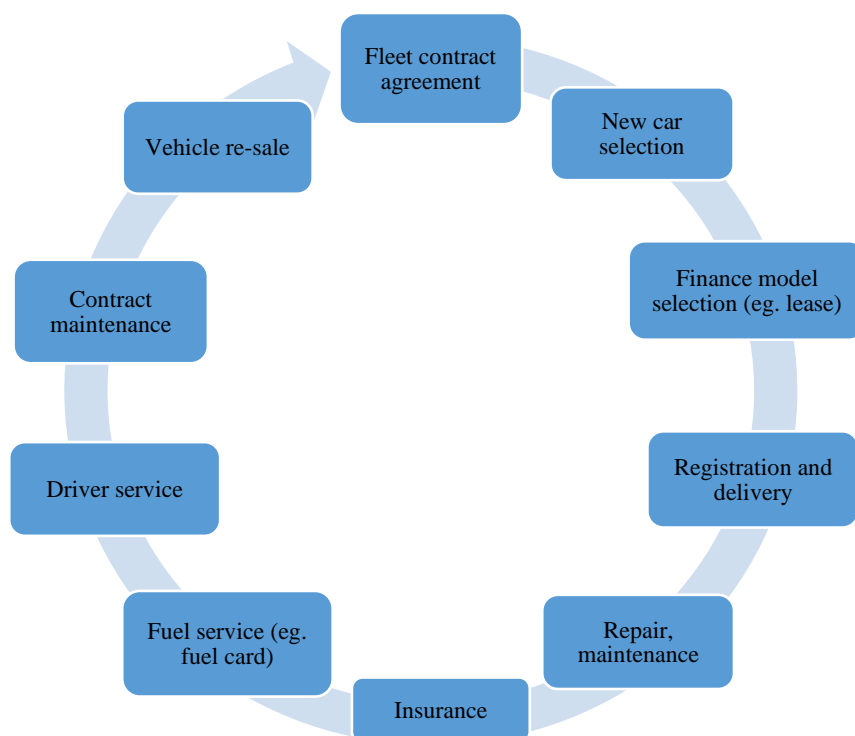 Fleet contract
agreement
New car
selection
Finance model
selection (eg. lease)
Registration and
delivery
Repair,
maintenance
Insurance
Fuel service (eg.
fuel card)
Driver service
Contract
maintenance
Vehicle re-sale